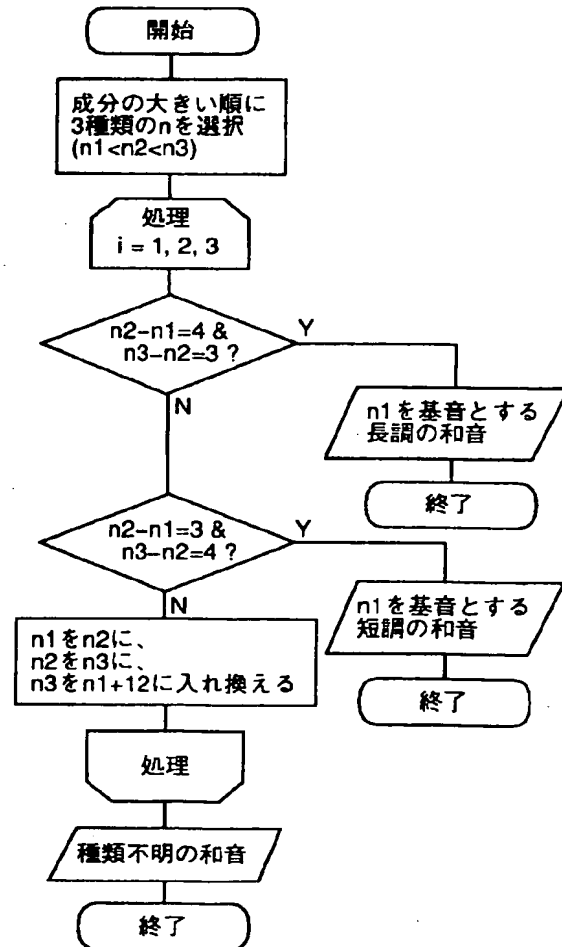 開始
成分の大きい順に
3種類のnを選択
(n1<n2<n3)
処理
i = 1, 2, 3
n2-n1=4 &
n3-n2=3 ?
Y
N
n1を基音とする
長調の和音
終了
n2-n1=3 &
n3-n2=4 ?
Y
N
n1を基音とする
短調の和音
終了
n1をn2に、
n2をn3に、
n3をn1+12に入れ換える
処理
種類不明の和音
終了